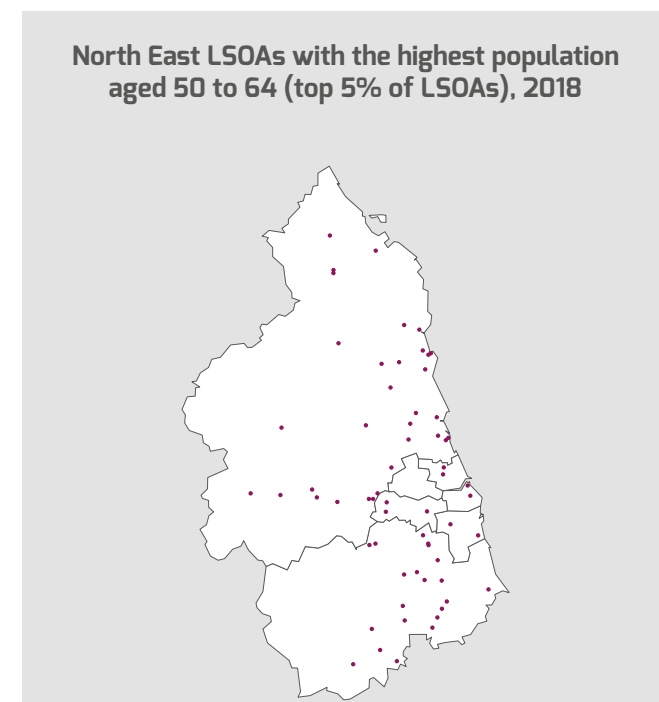 North East LSOAs with the highest population
aged 50 to 64 (top 5% of LSOAs), 2018